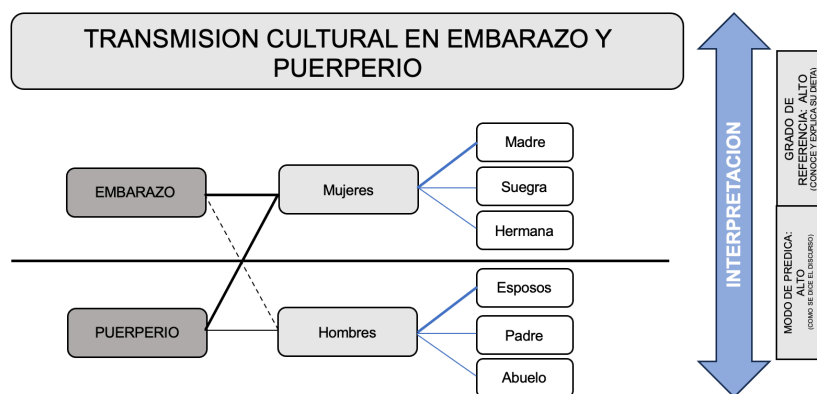 TRANSMISION CULTURAL EN EMBARAZO Y
PUERPERIO
EMBARAZO
Mujeres
Madre
Suegra
Hermana
PUERPERIO
Hombres
Esposos
Padre
Abuelo
INTERPRETACION
GRADO DE
REFERENCIA: ALTO
(CONOCE Y EXPLICA SU DIETA)
MODO DE PREDICA:
ALTO
(COMO SE DICE EL DISCURSO)